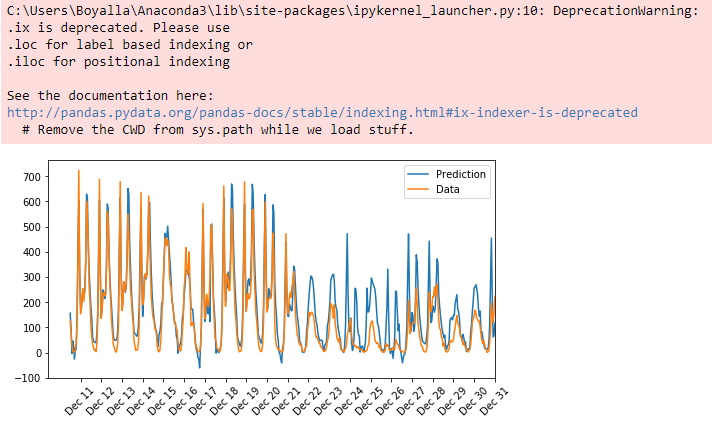 C:\Users\Boyalla\Anaconda3\lib\site-packages\ipykernel_launcher.py:10: DeprecationWarning:
.ix is deprecated. Please use
.loc for label based indexing or
.iloc for positional indexing
See the documentation here:
http://pandas.pydata.org/pandas-docs/stable/indexing.html#ix-indexer-is-deprecated
# Remove the CWD from sys.path while we load stuff.
Prediction
Data
700
600
500
400
300
200
100
0
−100
Dec 11
Dec 12
Dec 13
Dec 14
Dec 15
Dec 16
Dec 17
Dec 18
Dec 19
Dec 20
Dec 21
Dec 22
Dec 23
Dec 24
Dec 25
Dec 26
Dec 27
Dec 28
Dec 29
Dec 30
Dec 31